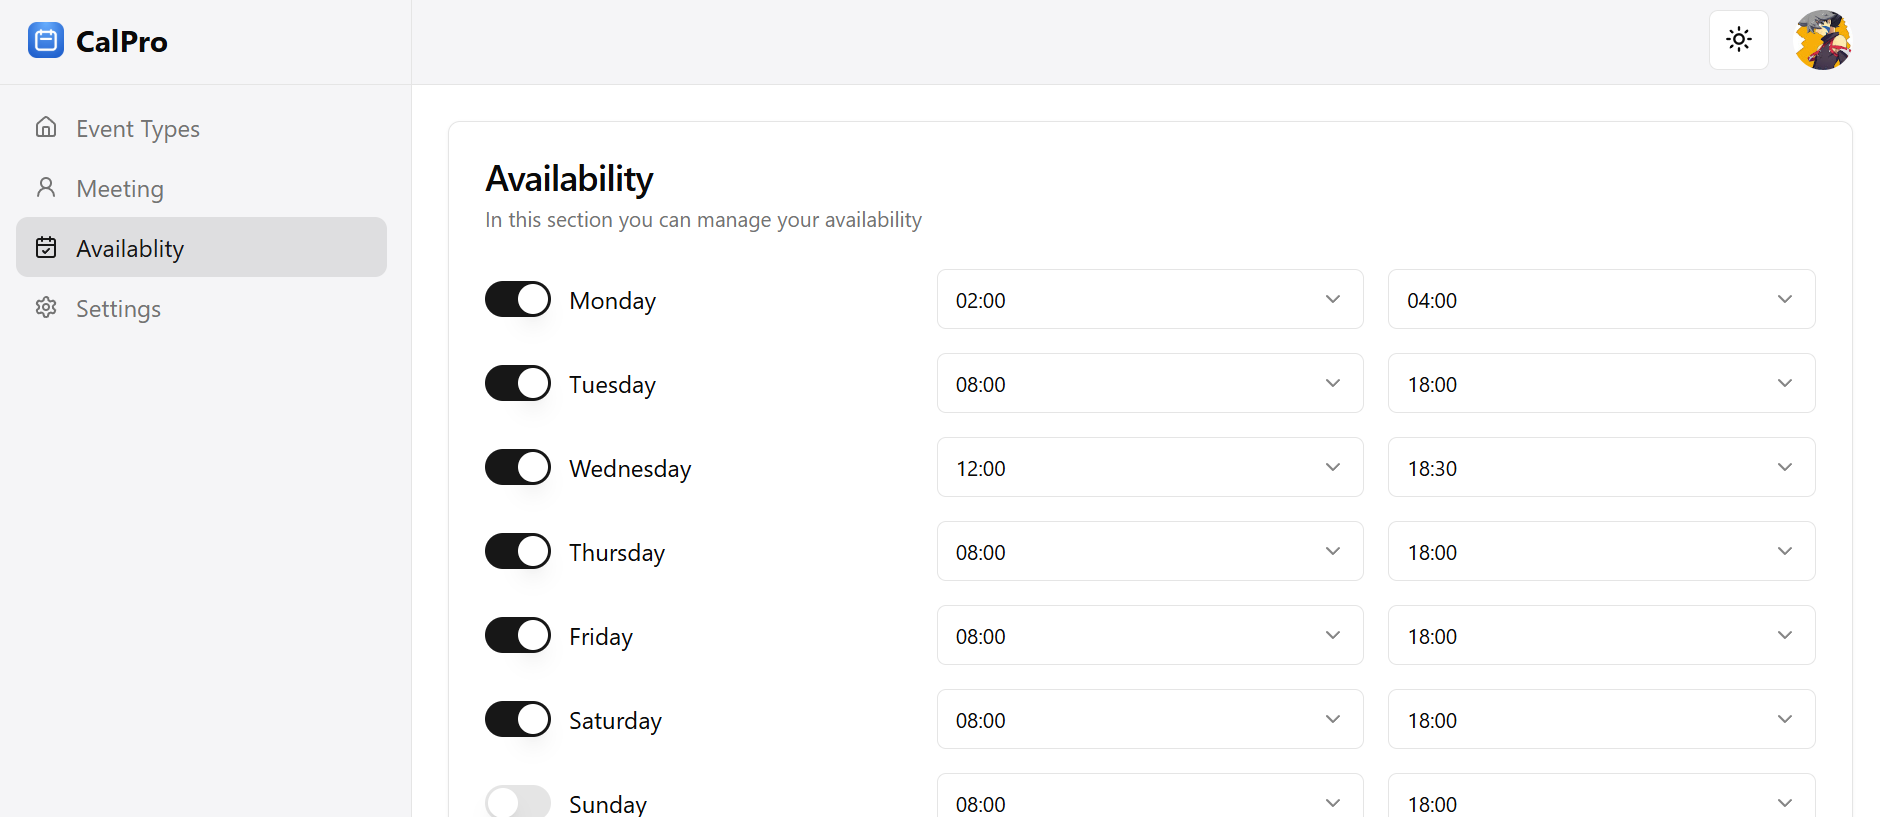 CalPro
Event Types
Meeting
Availablity
Settings
Availability
In this section you can manage your availability
Monday 02:00 04:00
Tuesday 08:00 18:00
Wednesday 12:00 18:30
Thursday 08:00 18:00
Friday 08:00 18:00
Saturday 08:00 18:00
Sunday 08:00 18:00